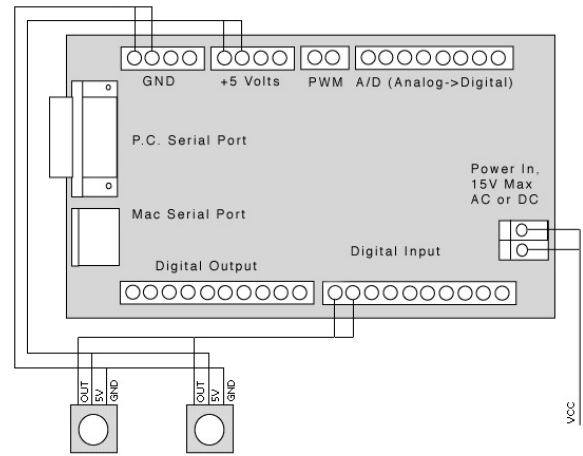 GND
+5 Volts
PWM
A/D (Analog->Digital)
P.C. Serial Port
Power In,
15V Max
AC or DC
Mac Serial Port
Digital Output
Digital Input
OUT
5V
GND
OUT
5V
GND
VCC